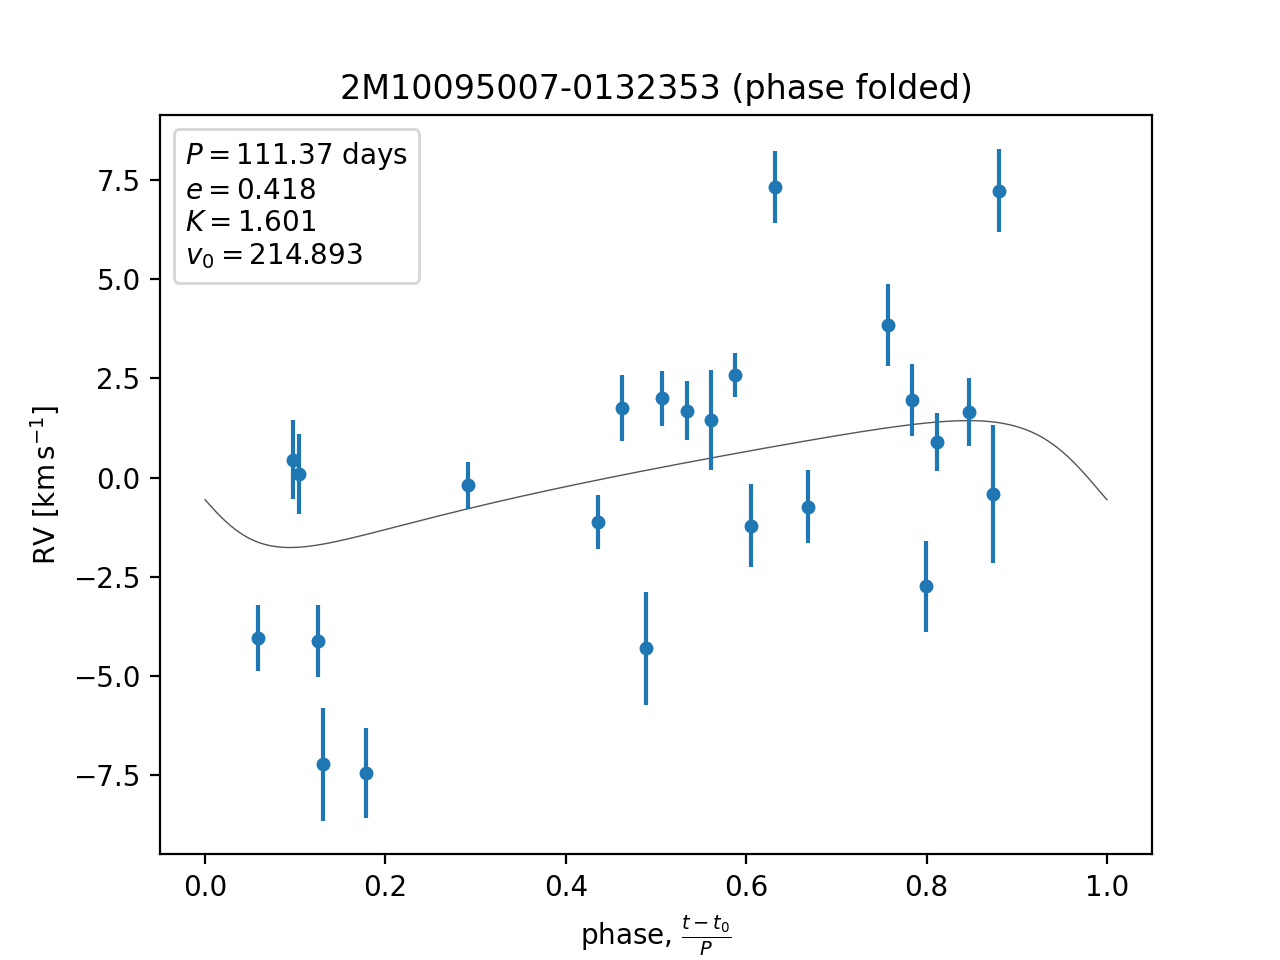 2M10095007-0132353 (phase folded)
P = 111.37 days
e = 0.418
K = 1.601
v₀ = 214.893
RV [km s⁻¹]
7.5
5.0
2.5
0.0
−2.5
−5.0
−7.5
0.0 0.2 0.4 0.6 0.8 1.0
phase, (t − t₀)/P